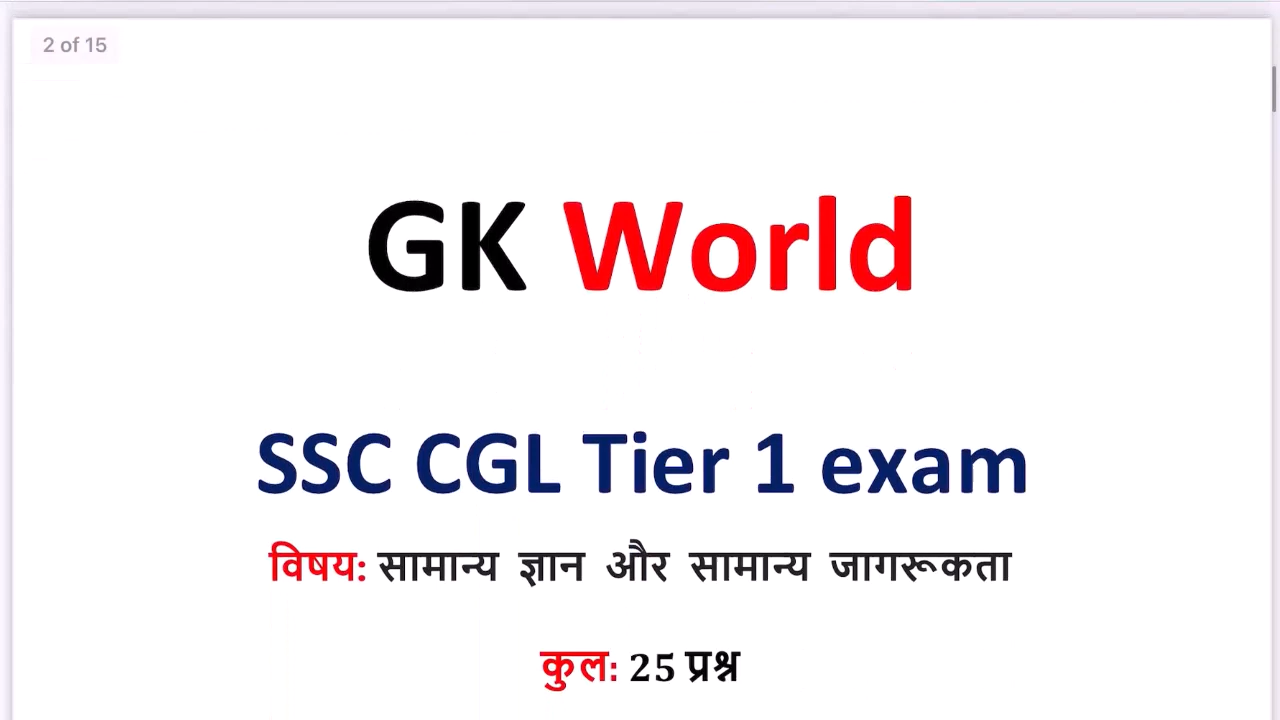 2 of 15
GK World
SSC CGL Tier 1 exam
विषय: सामान्य ज्ञान और सामान्य जागरूकता
कुल: 25 प्रश्न